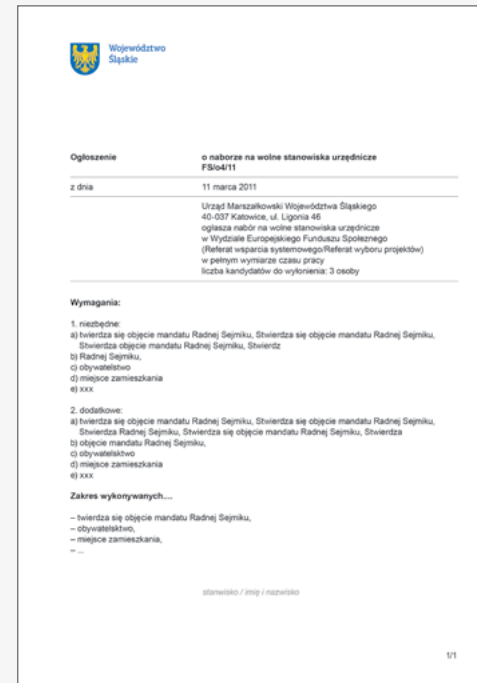 Województwo
Śląskie
Ogłoszenie
o naborze na wolne stanowiska urzędnicze
FS/o4/11
z dnia
11 marca 2011
Urząd Marszałkowski Województwa Śląskiego
40-037 Katowice, ul. Ligonia 46
ogłasza nabór na wolne stanowiska urzędnicze
w Wydziale Europejskiego Funduszu Społecznego
(Referat wsparcia systemowego/Referat wyboru projektów)
w pełnym wymiarze czasu pracy
liczba kandydatów do wyłonienia: 3 osoby
Wymagania:
1. niezbędne:
a) twierdza się objęcie mandatu Radnej Sejmiku, Stwierdza się objęcie mandatu Radnej Sejmiku,
Stwierdza objęcie mandatu Radnej Sejmiku, Stwierdz
b) Radnej Sejmiku,
c) obywatelstwo
d) miejsce zamieszkania
e) xxx
2. dodatkowe:
a) twierdza się objęcie mandatu Radnej Sejmiku, Stwierdza się objęcie mandatu Radnej Sejmiku,
Stwierdza Radnej Sejmiku, Stwierdza się objęcie mandatu Radnej Sejmiku, Stwierdza
b) objęcie mandatu Radnej Sejmiku,
c) obywatelsktwo
d) miejsce zamieszkania
e) xxx
Zakres wykonywanych....
– twierdza się objęcie mandatu Radnej Sejmiku,
– obywatelsktwo,
– miejsce zamieszkania,
– ...
stanwisko / imię i nazwisko
1/1